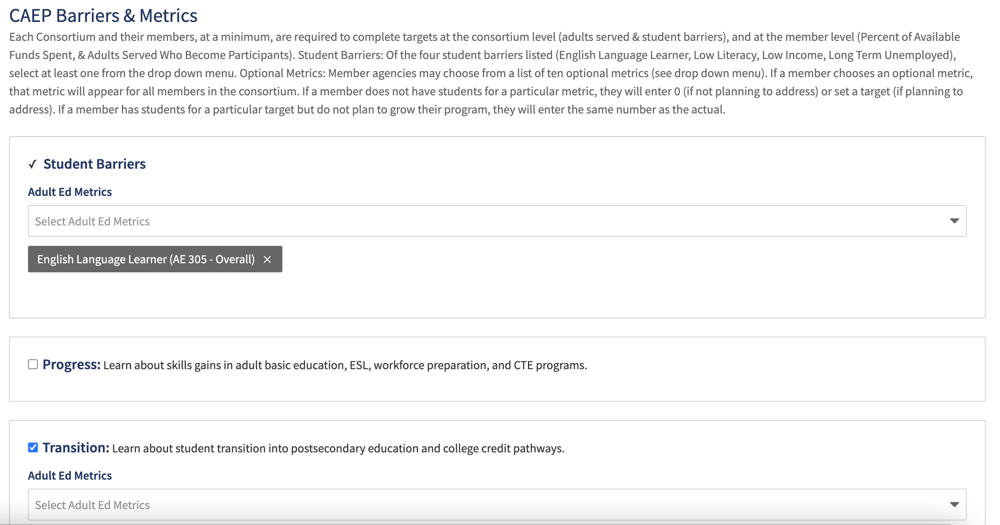 CAEP Barriers & Metrics
Each Consortium and their members, at a minimum, are required to complete targets at the consortium level (adults served & student barriers), and at the member level (Percent of Available
Funds Spent, & Adults Served Who Become Participants). Student Barriers: Of the four student barriers listed (English Language Learner, Low Literacy, Low Income, Long Term Unemployed),
select at least one from the drop down menu. Optional Metrics: Member agencies may choose from a list of ten optional metrics (see drop down menu). If a member chooses an optional metric,
that metric will appear for all members in the consortium. If a member does not have students for a particular metric, they will enter 0 (if not planning to address) or set a target (if planning to
address). If a member has students for a particular target but do not plan to grow their program, they will enter the same number as the actual.
✓ Student Barriers
Adult Ed Metrics
Select Adult Ed Metrics
English Language Learner (AE 305 - Overall) ×
Progress: Learn about skills gains in adult basic education, ESL, workforce preparation, and CTE programs.
Transition: Learn about student transition into postsecondary education and college credit pathways.
Adult Ed Metrics
Select Adult Ed Metrics